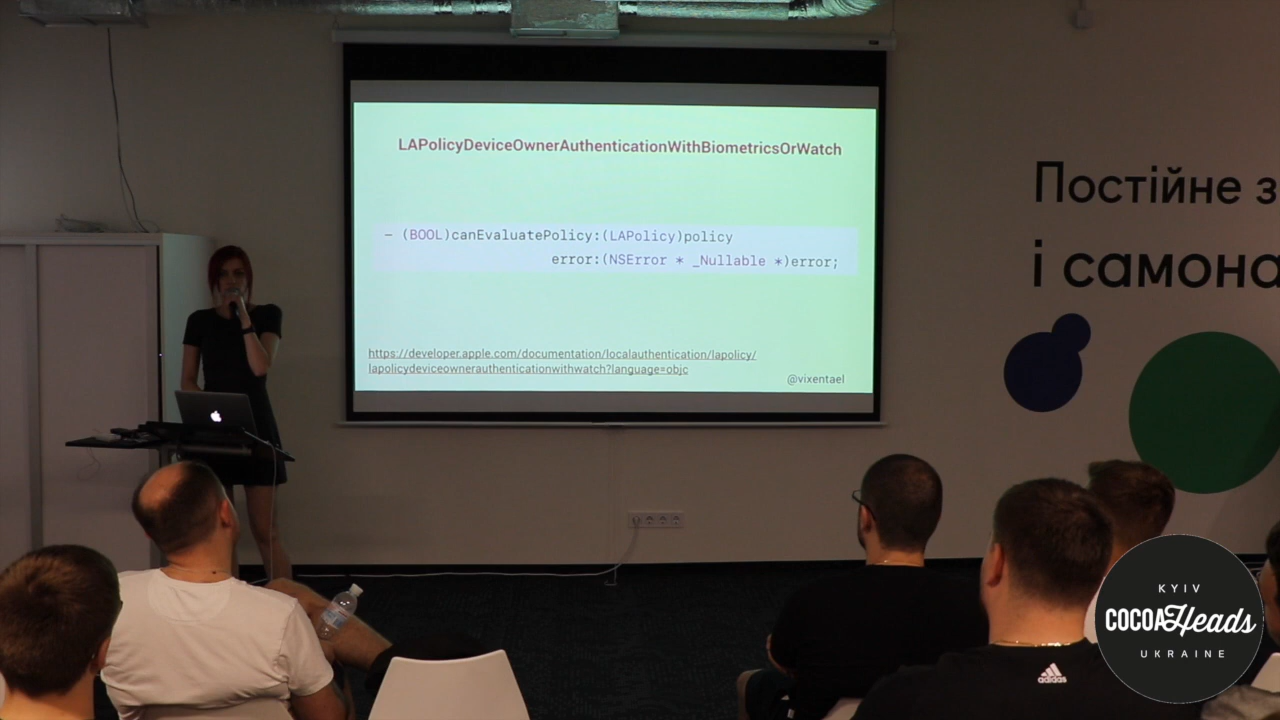 LAPolicyDeviceOwnerAuthenticationWithBiometricsOrWatch
– (BOOL)canEvaluatePolicy:(LAPolicy)policy
error:(NSError * _Nullable *)error;
https://developer.apple.com/documentation/localauthentication/lapolicy/
lapolicydeviceownerauthenticationwithwatch?language=objc
@vixentael
Постійне з
і самона
adidas
KYIV
COCOAHeads
UKRAINE